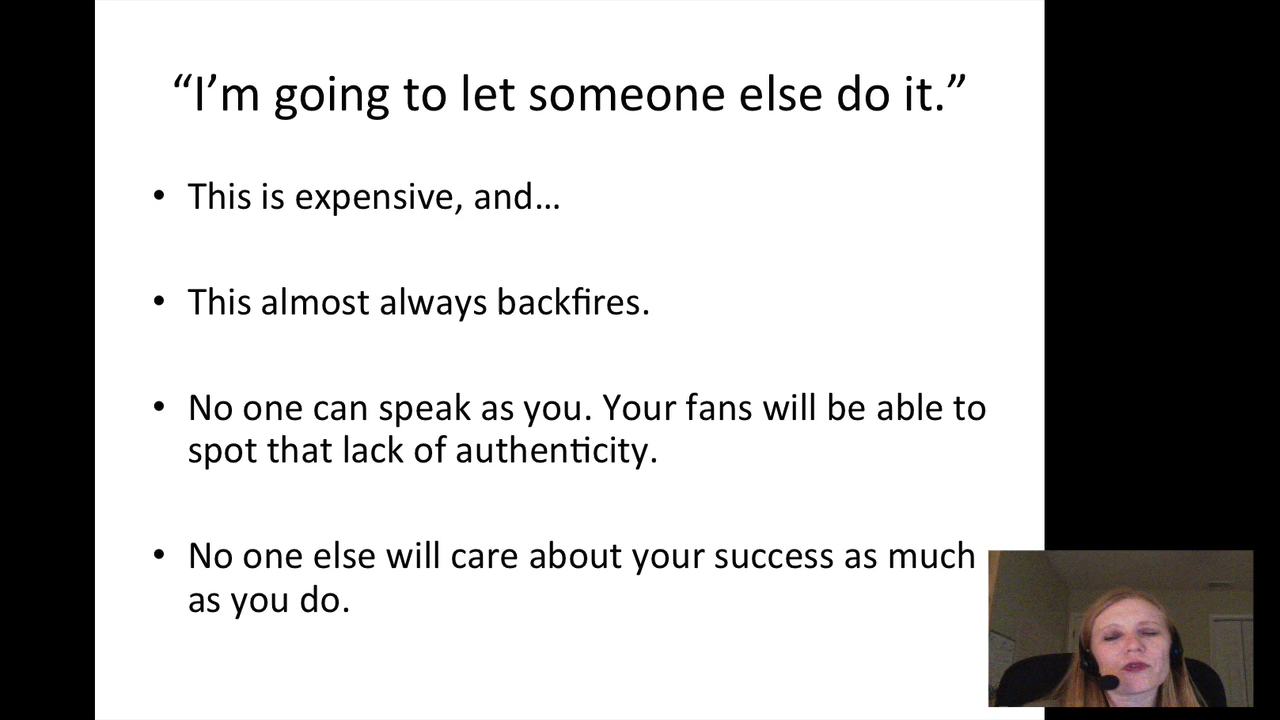 “I’m going to let someone else do it.”
• This is expensive, and…
• This almost always backfires.
• No one can speak as you. Your fans will be able to
spot that lack of authenticity.
• No one else will care about your success as much
as you do.